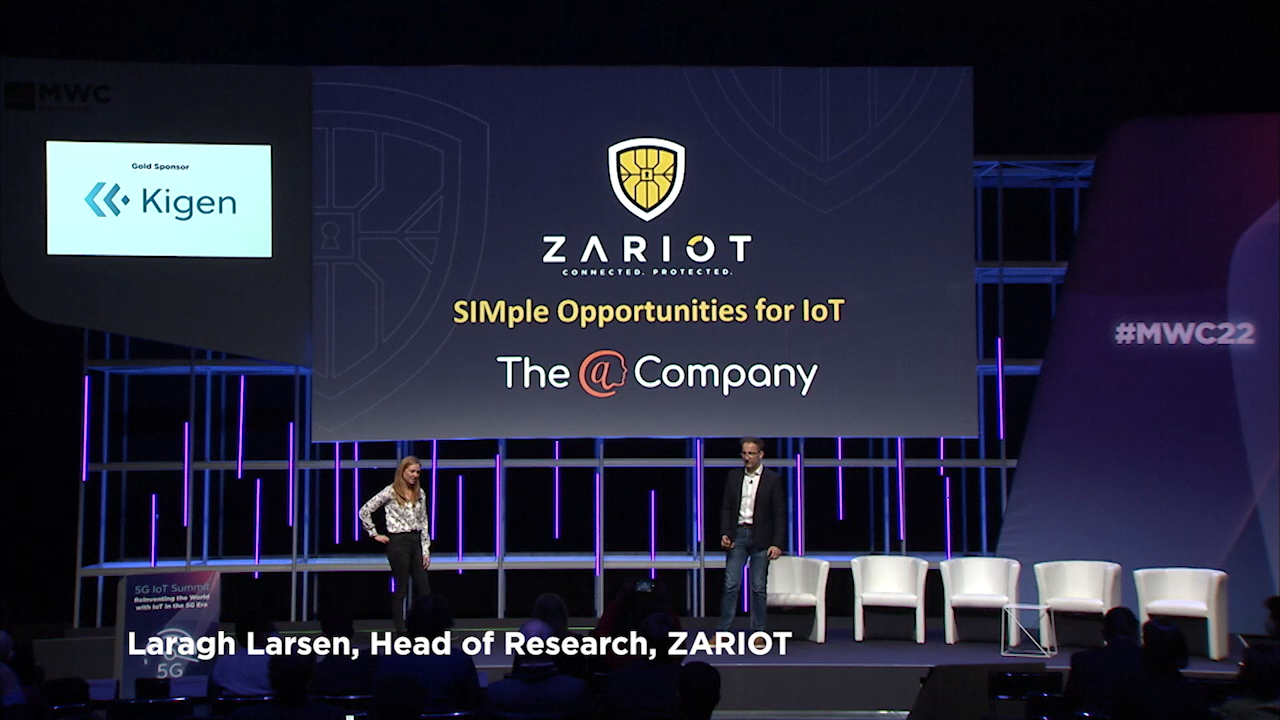 MWC
Gold Sponsor
Kigen
ZARIOT
CONNECTED. PROTECTED.
SIMple Opportunities for IoT
The @ Company
#MWC22
5G IoT Summit
Reinventing the World
with IoT in the 5G Era
5G
Laragh Larsen, Head of Research, ZARIOT